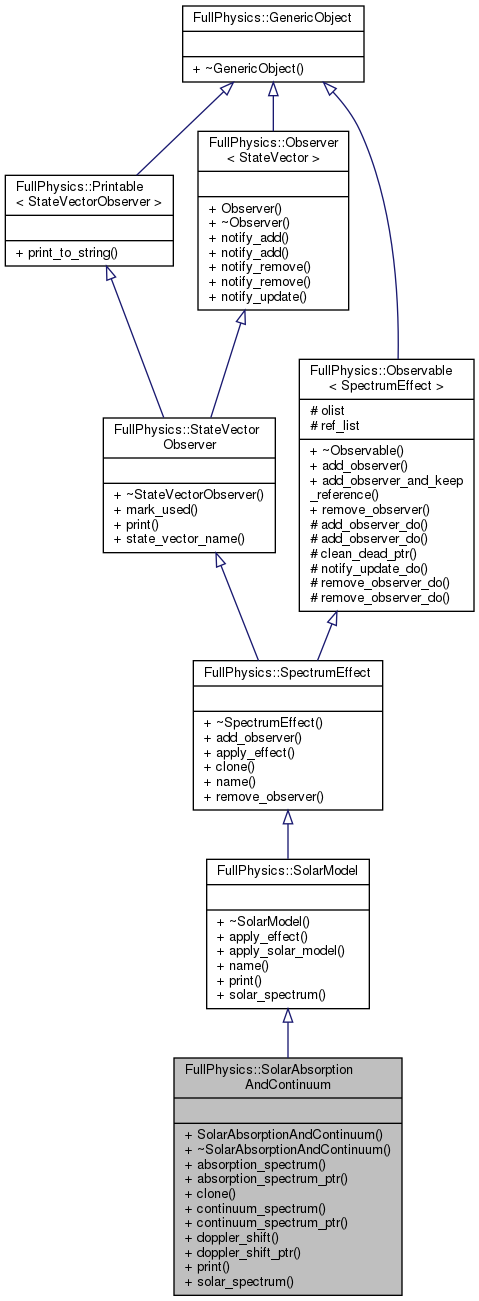 FullPhysics::GenericObject
+ ~GenericObject()
FullPhysics::Observer
< StateVector >
+ Observer()
+ ~Observer()
+ notify_add()
+ notify_add()
+ notify_remove()
+ notify_remove()
+ notify_update()
FullPhysics::Printable
< StateVectorObserver >
+ print_to_string()
FullPhysics::Observable
< SpectrumEffect >
# olist
# ref_list
+ ~Observable()
+ add_observer()
+ add_observer_and_keep
_reference()
+ remove_observer()
# add_observer_do()
# add_observer_do()
# clean_dead_ptr()
# notify_update_do()
# remove_observer_do()
# remove_observer_do()
FullPhysics::StateVector
Observer
+ ~StateVectorObserver()
+ mark_used()
+ print()
+ state_vector_name()
FullPhysics::SpectrumEffect
+ ~SpectrumEffect()
+ add_observer()
+ apply_effect()
+ clone()
+ name()
+ remove_observer()
FullPhysics::SolarModel
+ ~SolarModel()
+ apply_effect()
+ apply_solar_model()
+ name()
+ print()
+ solar_spectrum()
FullPhysics::SolarAbsorption
AndContinuum
+ SolarAbsorptionAndContinuum()
+ ~SolarAbsorptionAndContinuum()
+ absorption_spectrum()
+ absorption_spectrum_ptr()
+ clone()
+ continuum_spectrum()
+ continuum_spectrum_ptr()
+ doppler_shift()
+ doppler_shift_ptr()
+ print()
+ solar_spectrum()